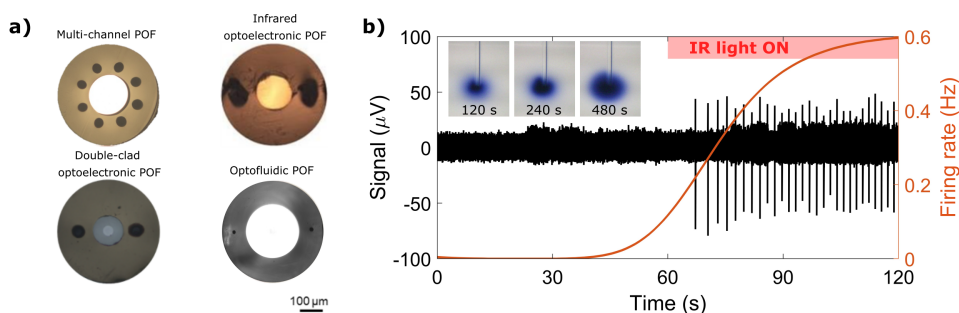 a)
Multi-channel POF
Infrared
optoelectronic POF
Double-clad
optoelectronic POF
Optofluidic POF
100 µm
b)
100
50
0
-50
-100
Signal (µV)
120 s
240 s
480 s
IR light ON
0.6
0.4
0.2
0
Firing rate (Hz)
0
30
60
90
120
Time (s)